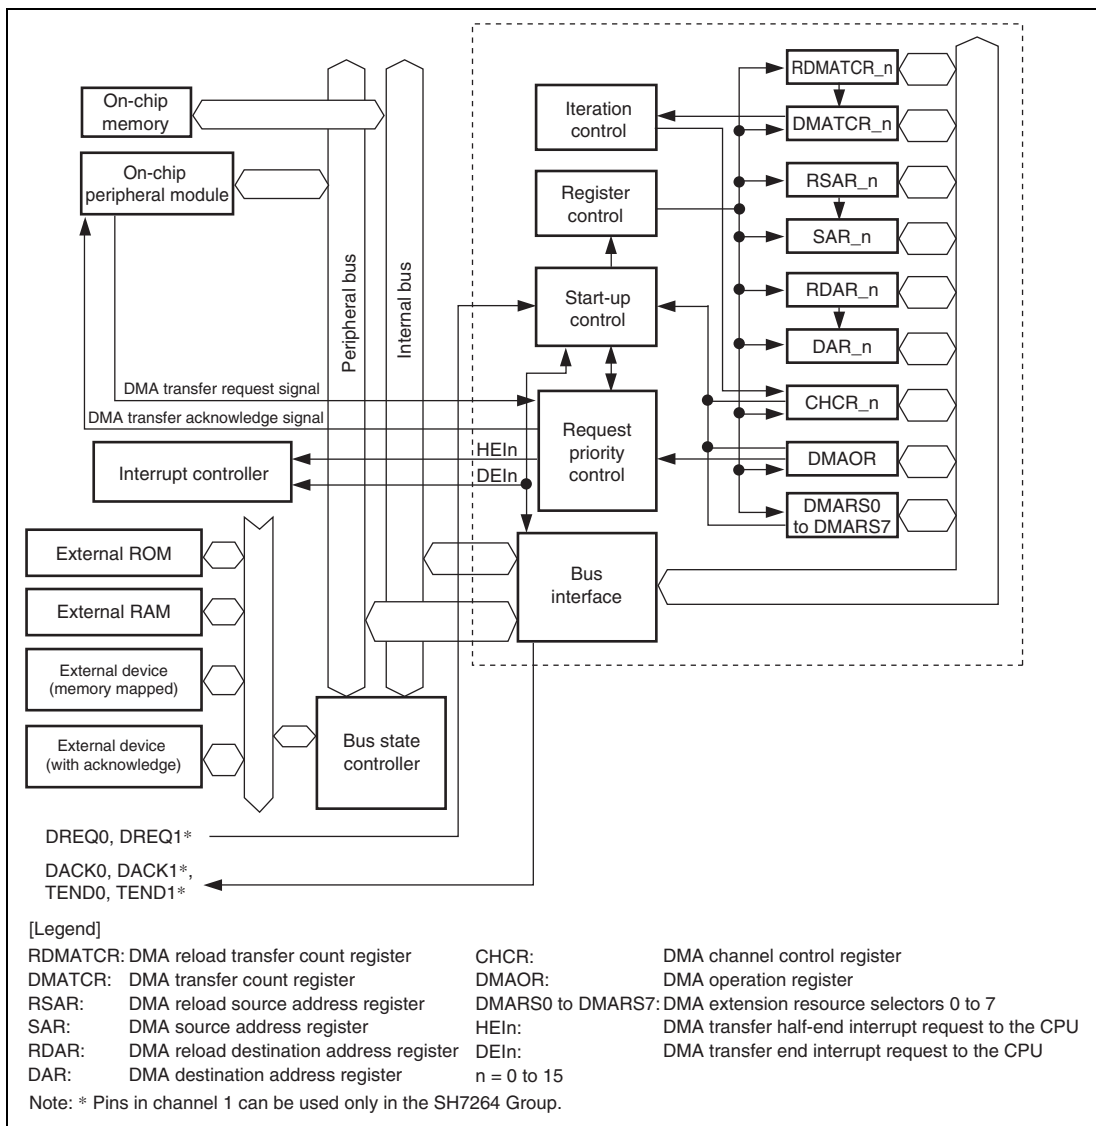 On-chip
memory
On-chip
peripheral module
Peripheral bus
Internal bus
Iteration
control
Register
control
Start-up
control
Request
priority
control
Bus
interface
RDMATCR_n
DMATCR_n
RSAR_n
SAR_n
RDAR_n
DAR_n
CHCR_n
DMAOR
DMARS0
to DMARS7
DMA transfer request signal
DMA transfer acknowledge signal
HEIn
DEIn
Interrupt controller
External ROM
External RAM
External device
(memory mapped)
External device
(with acknowledge)
Bus state
controller
DREQ0, DREQ1*
DACK0, DACK1*,
TEND0, TEND1*
[Legend]
RDMATCR: DMA reload transfer count register
DMATCR: DMA transfer count register
RSAR: DMA reload source address register
SAR: DMA source address register
RDAR: DMA reload destination address register
DAR: DMA destination address register
CHCR: DMA channel control register
DMAOR: DMA operation register
DMARS0 to DMARS7: DMA extension resource selectors 0 to 7
HEIn: DMA transfer half-end interrupt request to the CPU
DEIn: DMA transfer end interrupt request to the CPU
n = 0 to 15
Note: * Pins in channel 1 can be used only in the SH7264 Group.